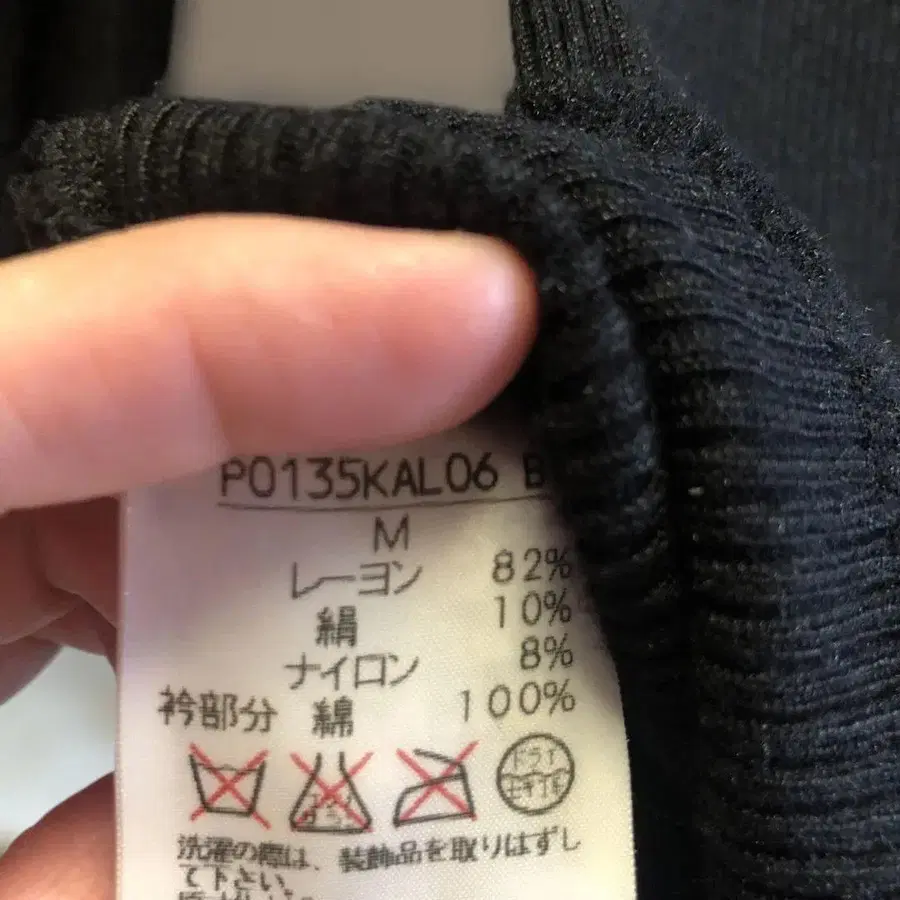 P0135KAL06 B
M
レーヨン 82%
絹 10%
ナイロン 8%
衿部分 綿 100%
ドライ
洗濯の際は、装飾品を取りはずし
て下さい。